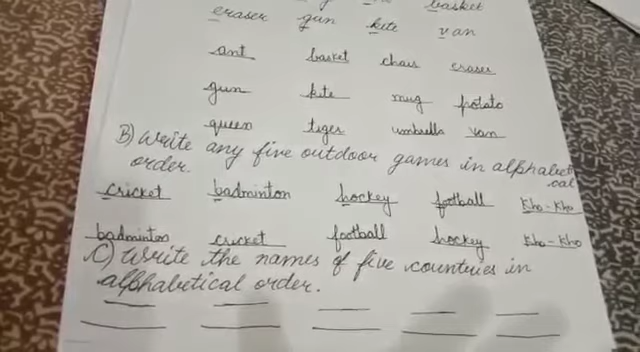 basket
eraser gun kite van
ant basket chair eraser
gun kite mug potato
queen tiger umbrella van
B) Write any five outdoor games in alphabetical
order.
cricket badminton hockey football Kho-Kho
badminton cricket football hockey Kho-Kho
C) Write the names of five countries in
alphabetical order.